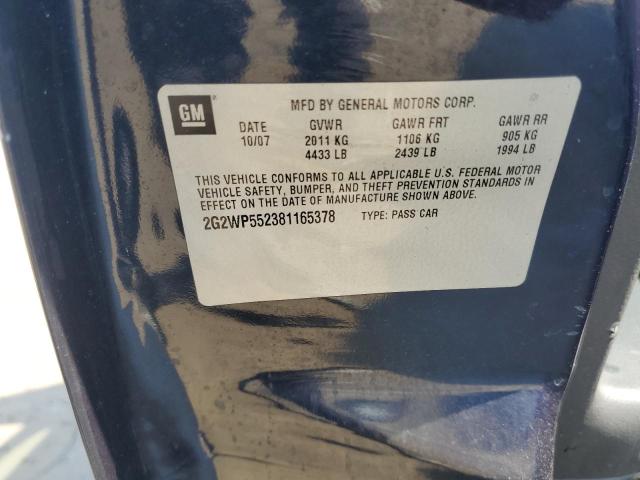 GM
MFD BY GENERAL MOTORS CORP.
DATE GVWR GAWR FRT GAWR RR
10/07 2011 KG 1106 KG 905 KG
4433 LB 2439 LB 1994 LB
THIS VEHICLE CONFORMS TO ALL APPLICABLE U.S. FEDERAL MOTOR
VEHICLE SAFETY, BUMPER, AND THEFT PREVENTION STANDARDS IN
EFFECT ON THE DATE OF MANUFACTURE SHOWN ABOVE.
2G2WP552381165378 TYPE: PASS CAR